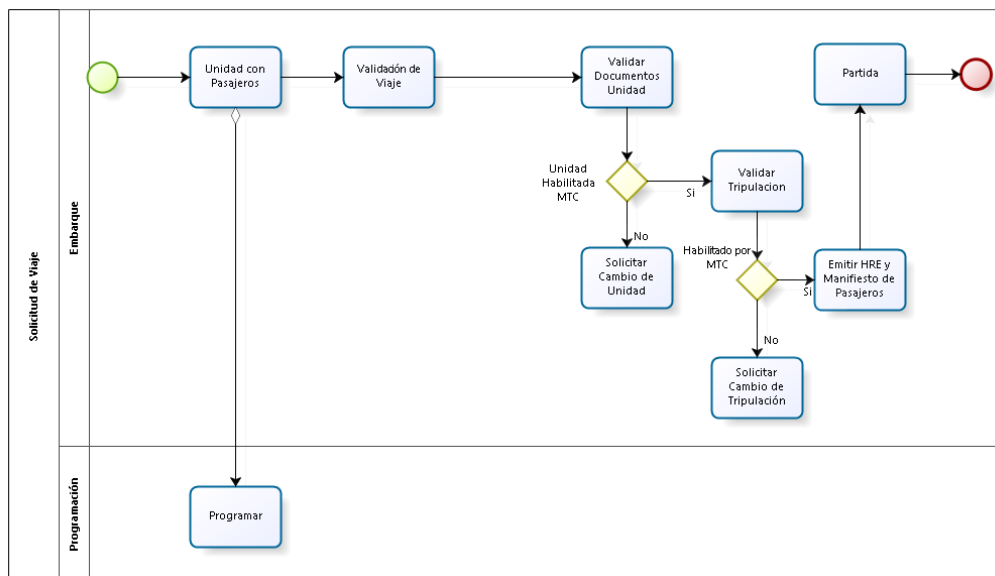 Solicitud de Viaje
Embarque
Unidad con
Pasajeros
Validación de
Viaje
Validar
Documentos
Unidad
Partida
Unidad
Habilitada
MTC
Si
Validar
Tripulacion
No
Solicitar
Cambio de
Unidad
Habilitado por
MTC
Si
Emitir HRE y
Manifiesto de
Pasajeros
No
Solicitar
Cambio de
Tripulación
Programación
Programar